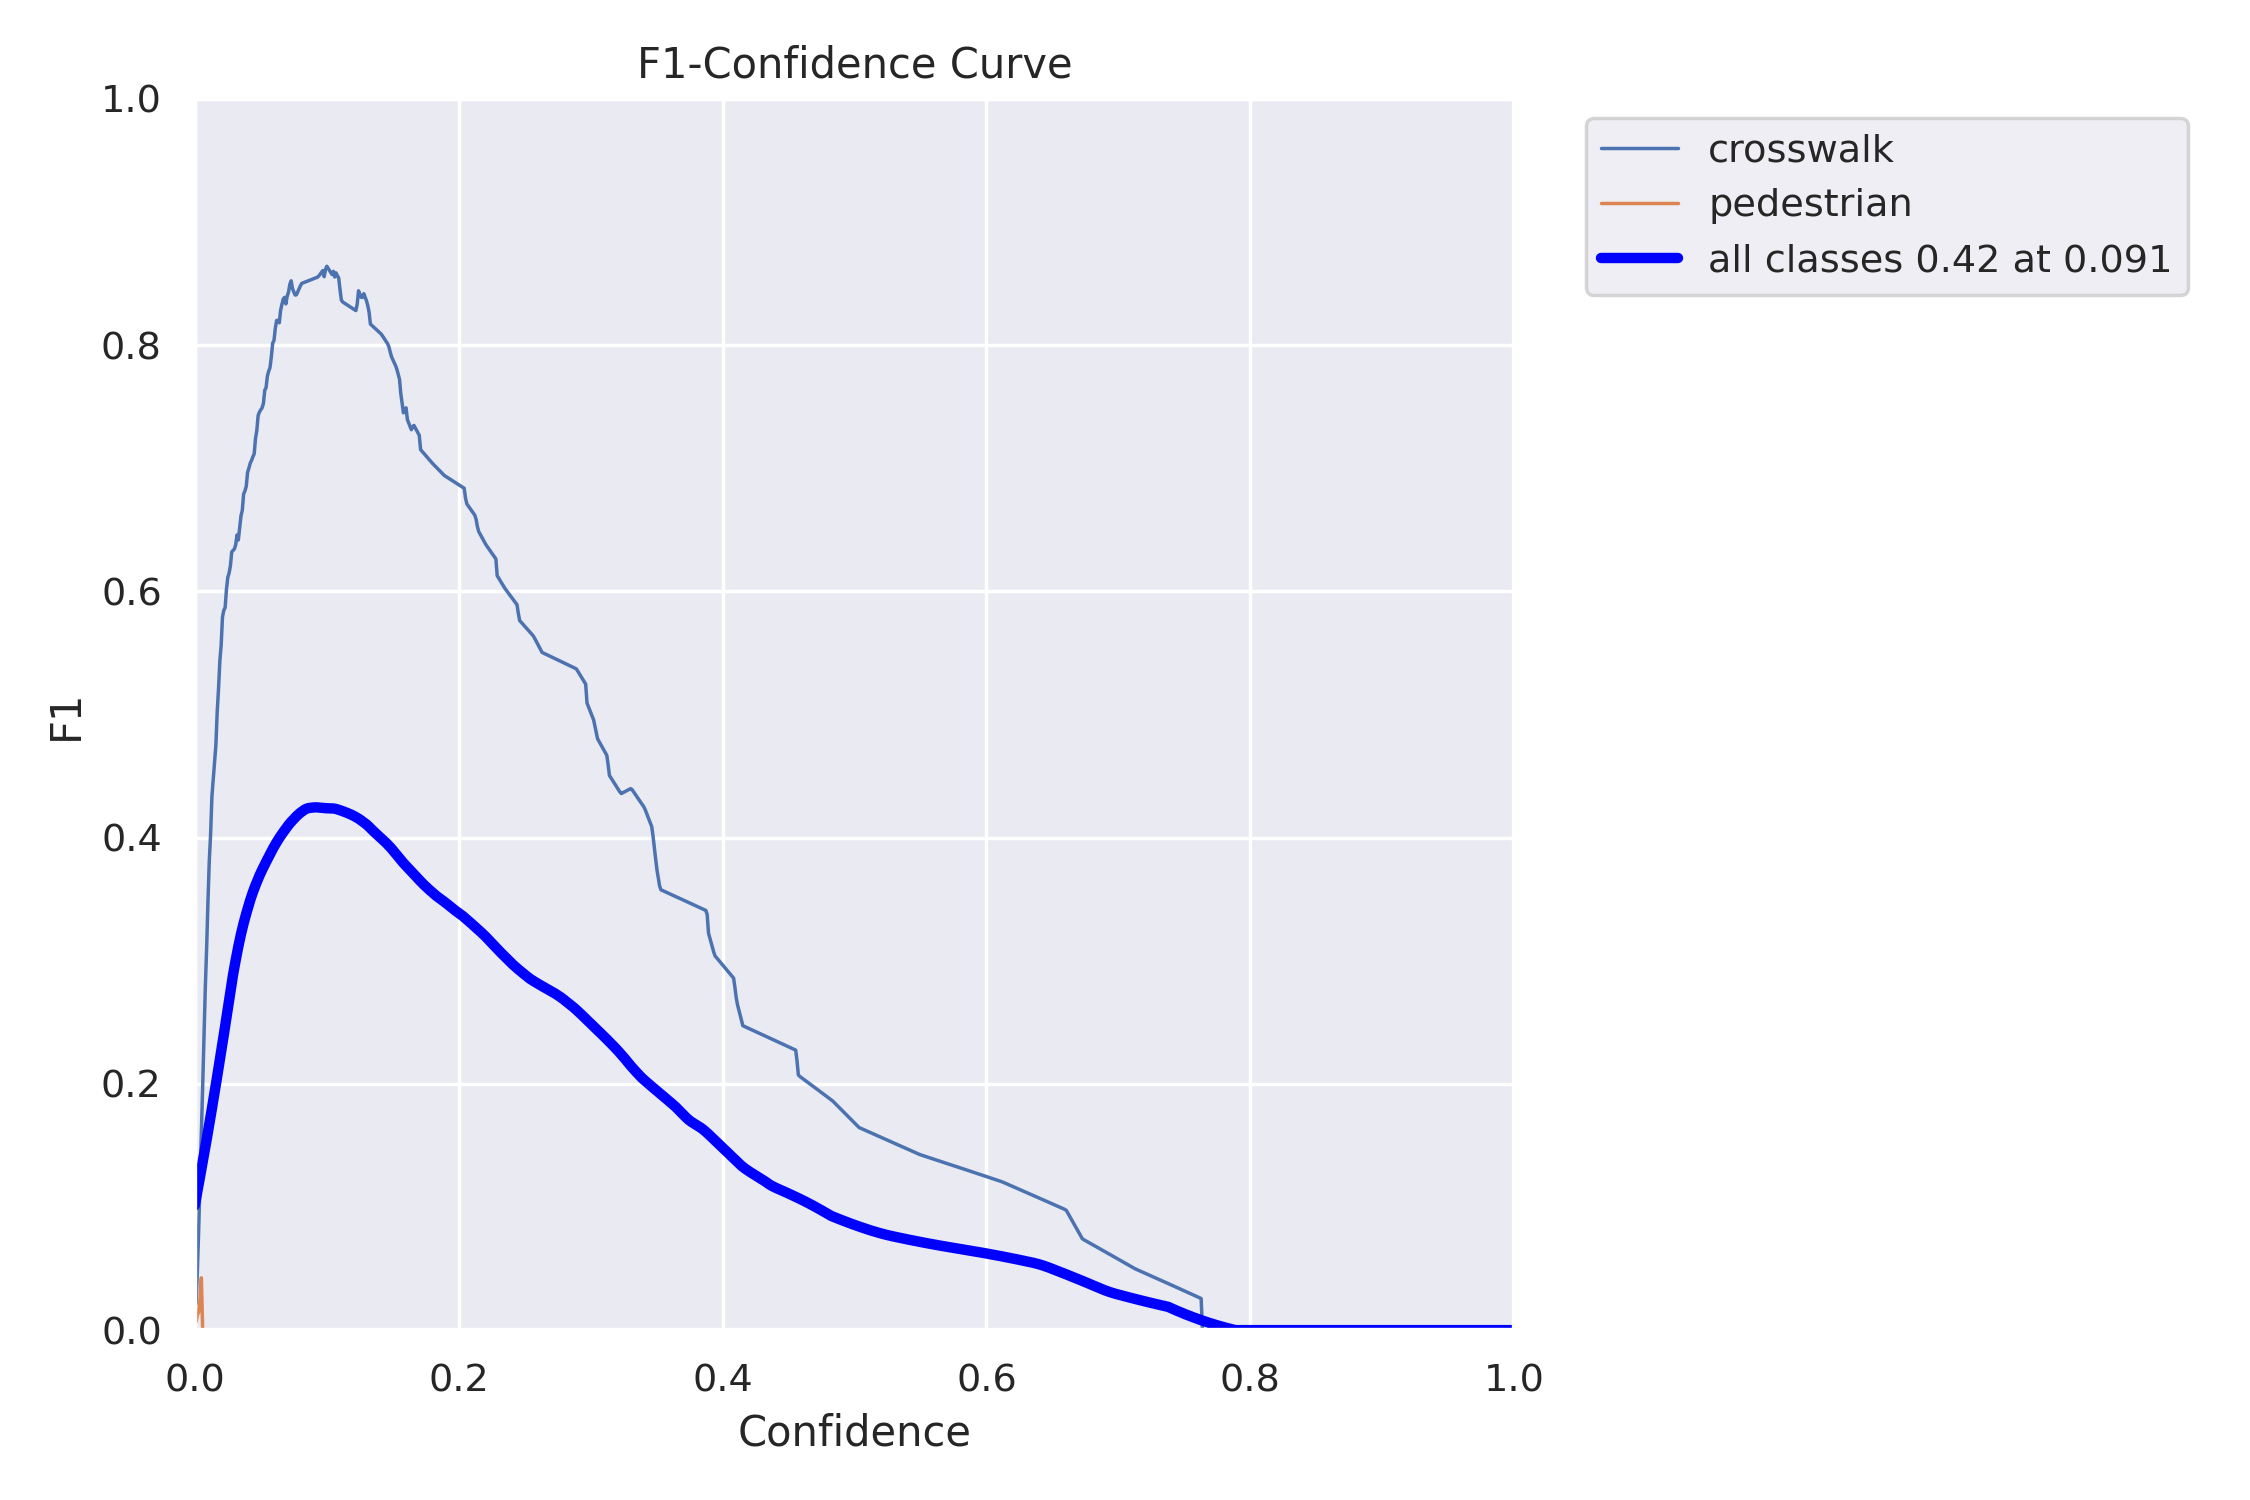 F1-Confidence Curve
1.0
0.8
0.6
0.4
0.2
0.0
F1
0.0 0.2 0.4 0.6 0.8 1.0
Confidence
crosswalk
pedestrian
all classes 0.42 at 0.091